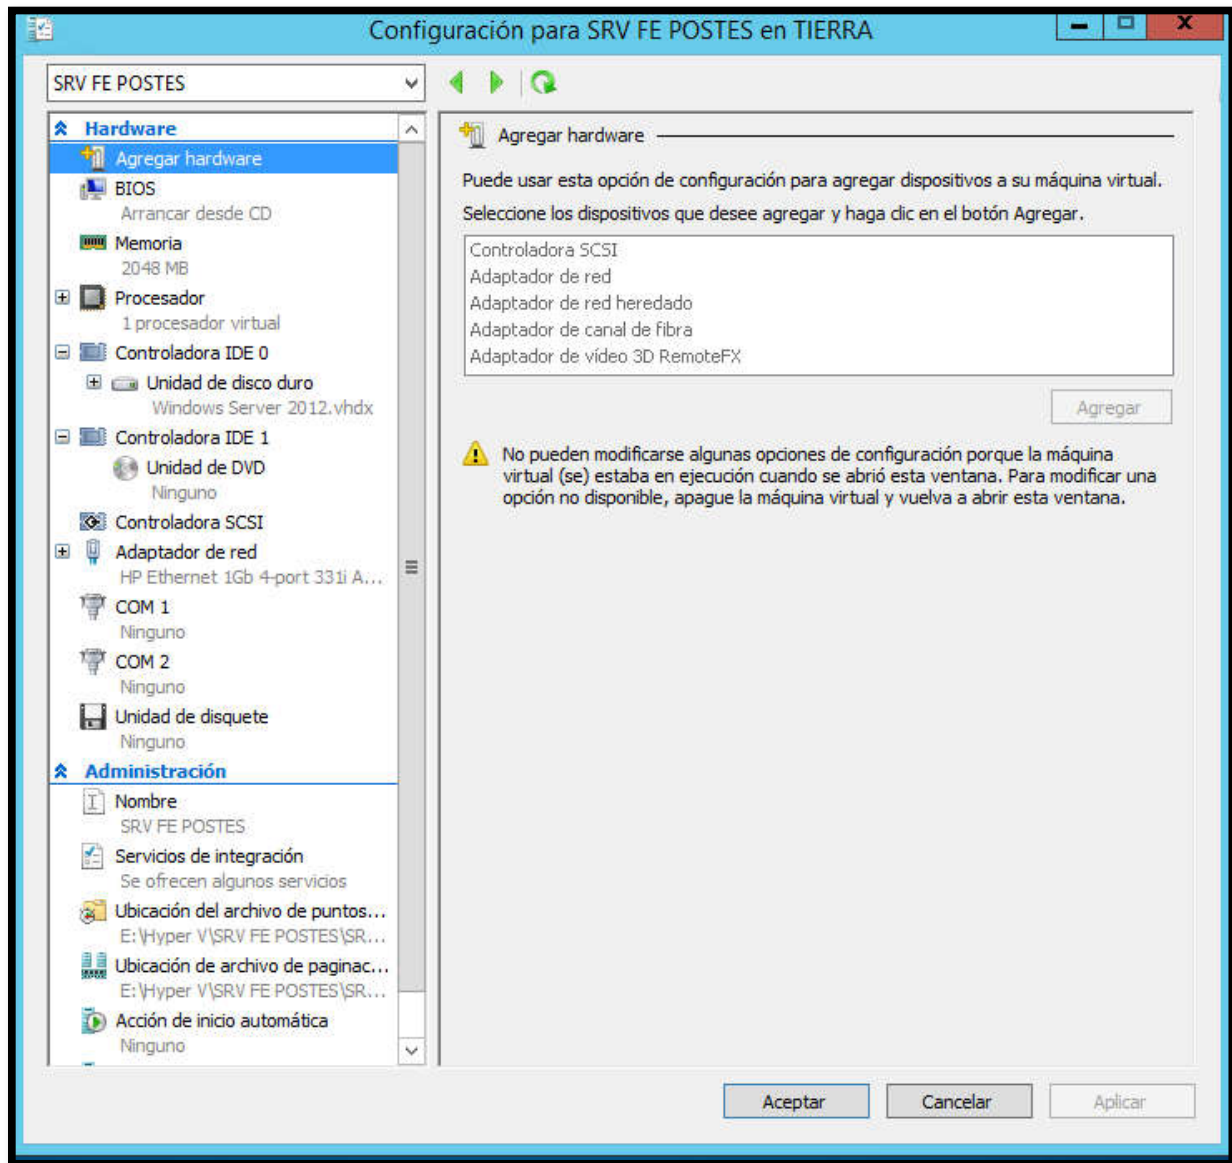 Configuración para SRV FE POSTES en TIERRA
SRV FE POSTES
Hardware
Agregar hardware
BIOS
Arrancar desde CD
Memoria
2048 MB
Procesador
1 procesador virtual
Controladora IDE 0
Unidad de disco duro
Windows Server 2012.vhdx
Controladora IDE 1
Unidad de DVD
Ninguno
Controladora SCSI
Adaptador de red
HP Ethernet 1Gb 4-port 331i A...
COM 1
Ninguno
COM 2
Ninguno
Unidad de disquete
Ninguno
Administración
Nombre
SRV FE POSTES
Servicios de integración
Se ofrecen algunos servicios
Ubicación del archivo de puntos...
E:\Hyper V\SRV FE POSTES\SR...
Ubicación de archivo de paginac...
E:\Hyper V\SRV FE POSTES\SR...
Acción de inicio automática
Ninguno
Agregar hardware
Puede usar esta opción de configuración para agregar dispositivos a su máquina virtual.
Seleccione los dispositivos que desee agregar y haga clic en el botón Agregar.
Controladora SCSI
Adaptador de red
Adaptador de red heredado
Adaptador de canal de fibra
Adaptador de vídeo 3D RemoteFX
Agregar
No pueden modificarse algunas opciones de configuración porque la máquina
virtual (se) estaba en ejecución cuando se abrió esta ventana. Para modificar una
opción no disponible, apague la máquina virtual y vuelva a abrir esta ventana.
Aceptar
Cancelar
Aplicar